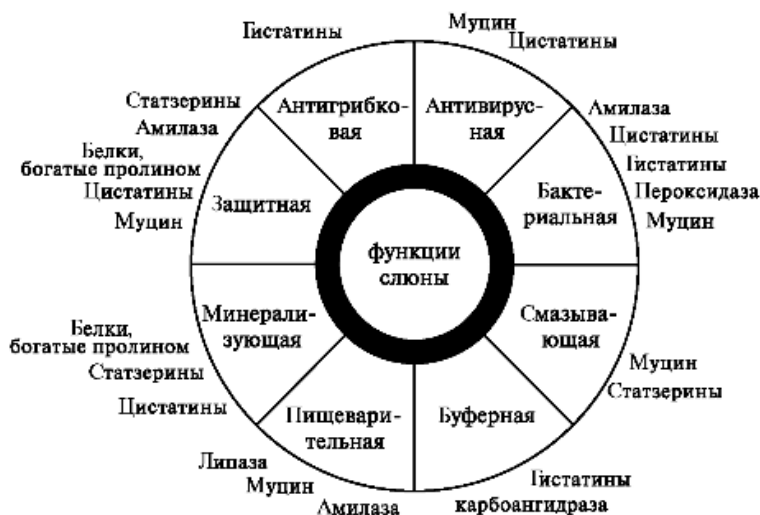 Гистатины
Муцин
Цистатины
Статзерины
Амилаза
Белки,
богатые пролином
Цистатины
Муцин
Антигрибко-
вая
Антивирус-
ная
Амилаза
Цистатины
Гистатины
Пероксидаза
Муцин
Защитная
Бакте-
риальная
функции
слюны
Минерали-
зующая
Смазыва-
ющая
Белки,
богатые пролином
Статзерины
Цистатины
Муцин
Статзерины
Пищевари-
тельная
Буферная
Липаза
Муцин
Амилаза
Гистатины
карбоангидраза